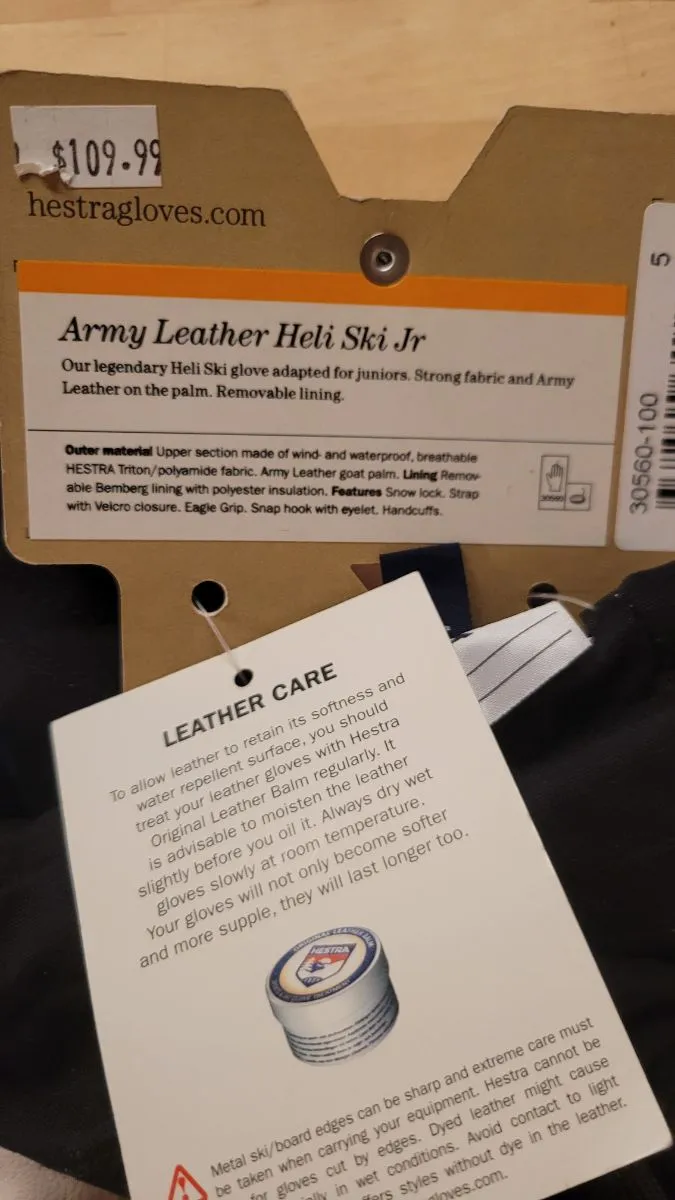 $109.99
hestragloves.com
5
30560-100
Army Leather Heli Ski Jr
Our legendary Heli Ski glove adapted for juniors. Strong fabric and Army
Leather on the palm. Removable lining.
Outer material Upper section made of wind- and waterproof, breathable
HESTRA Triton/polyamide fabric. Army Leather goat palm. Lining Remov-
able Bemberg lining with polyester insulation. Features Snow lock. Strap
with Velcro closure. Eagle Grip. Snap hook with eyelet. Handcuffs.
30560
LEATHER CARE
To allow leather to retain its softness and
water repellent surface, you should
treat your leather gloves with Hestra
Original Leather Balm regularly. It
is advisable to moisten the leather
slightly before you oil it. Always dry wet
gloves slowly at room temperature.
Your gloves will not only become softer
and more supple, they will last longer too.
ORIGINAL LEATHER BALM
HESTRA
Metal ski/board edges can be sharp and extreme care must
be taken when carrying your equipment. Hestra cannot be
for gloves cut by edges. Dyed leather might cause
in wet conditions. Avoid contact to light
styles without dye in the leather.